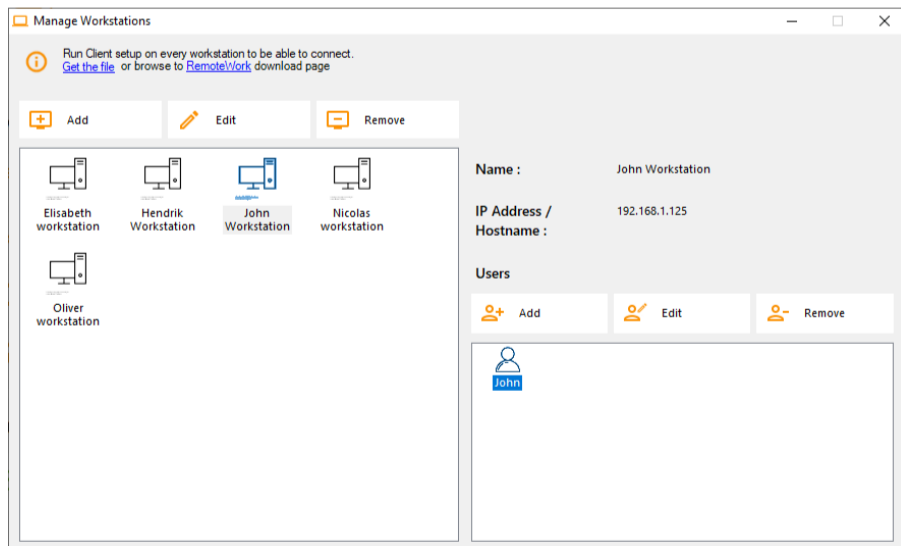 Manage Workstations
Run Client setup on every workstation to be able to connect.
Get the file or browse to RemoteWork download page
Add
Edit
Remove
Elisabeth
workstation
Hendrik
Workstation
John
Workstation
Nicolas
workstation
Oliver
workstation
Name :
John Workstation
IP Address /
Hostname :
192.168.1.125
Users
Add
Edit
Remove
John